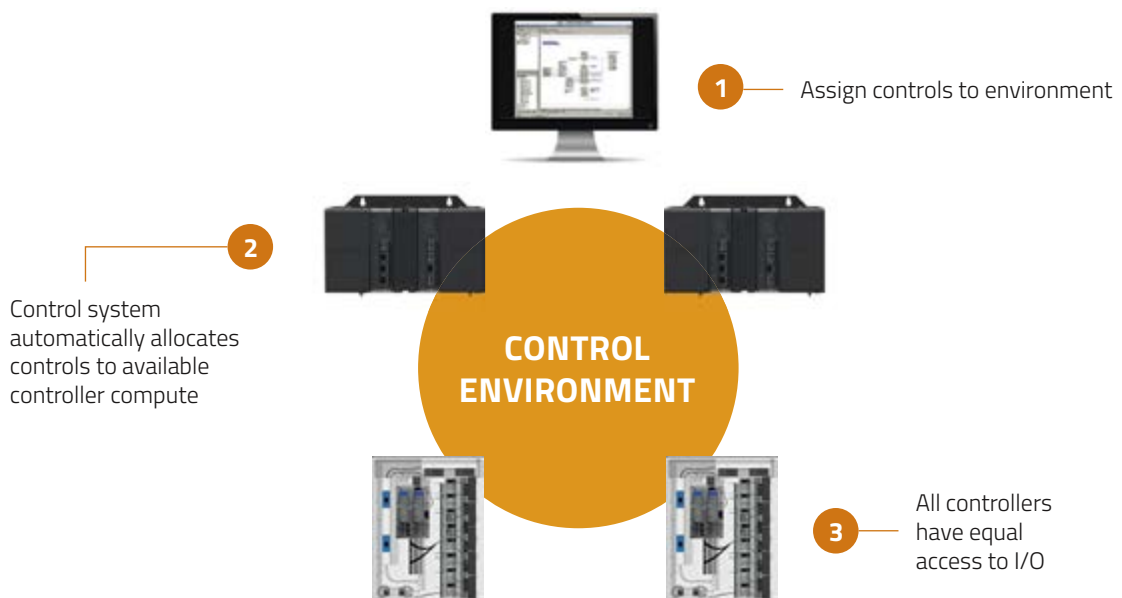 1
Assign controls to environment
2
Control system
automatically allocates
controls to available
controller compute
CONTROL
ENVIRONMENT
3
All controllers
have equal
access to I/O